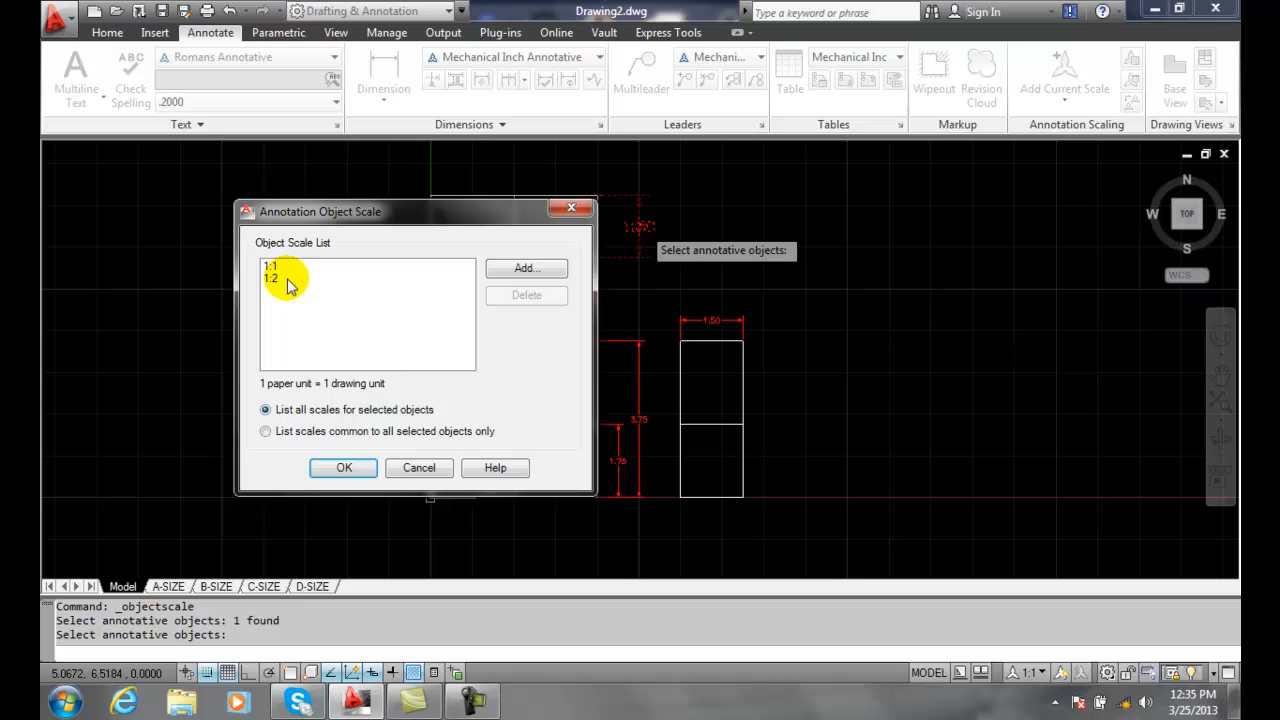 Drafting & Annotation
Drawing2.dwg
Type a keyword or phrase
Sign In
Home
Insert
Annotate
Parametric
View
Manage
Output
Plug-ins
Online
Vault
Express Tools
Romans Annotative
Mechanical Inch Annotative
Mechani...
Mechanical Inc
ABC
Multiline
Text
Check
Spelling
.2000
Dimension
Multileader
Table
Wipeout
Revision
Cloud
Add Current Scale
Base
View
Text
Dimensions
Leaders
Tables
Markup
Annotation Scaling
Drawing Views
N
W
TOP
E
S
WCS
Annotation Object Scale
Object Scale List
1:1
1:2
Add...
Delete
1 paper unit = 1 drawing unit
List all scales for selected objects
List scales common to all selected objects only
OK
Cancel
Help
Select annotative objects:
1.50
3.75
1.75
Model
A-SIZE
B-SIZE
C-SIZE
D-SIZE
Command: _objectscale
Select annotative objects: 1 found
Select annotative objects:
5.0672, 6.5184, 0.0000
MODEL
1:1
12:35 PM
3/25/2013